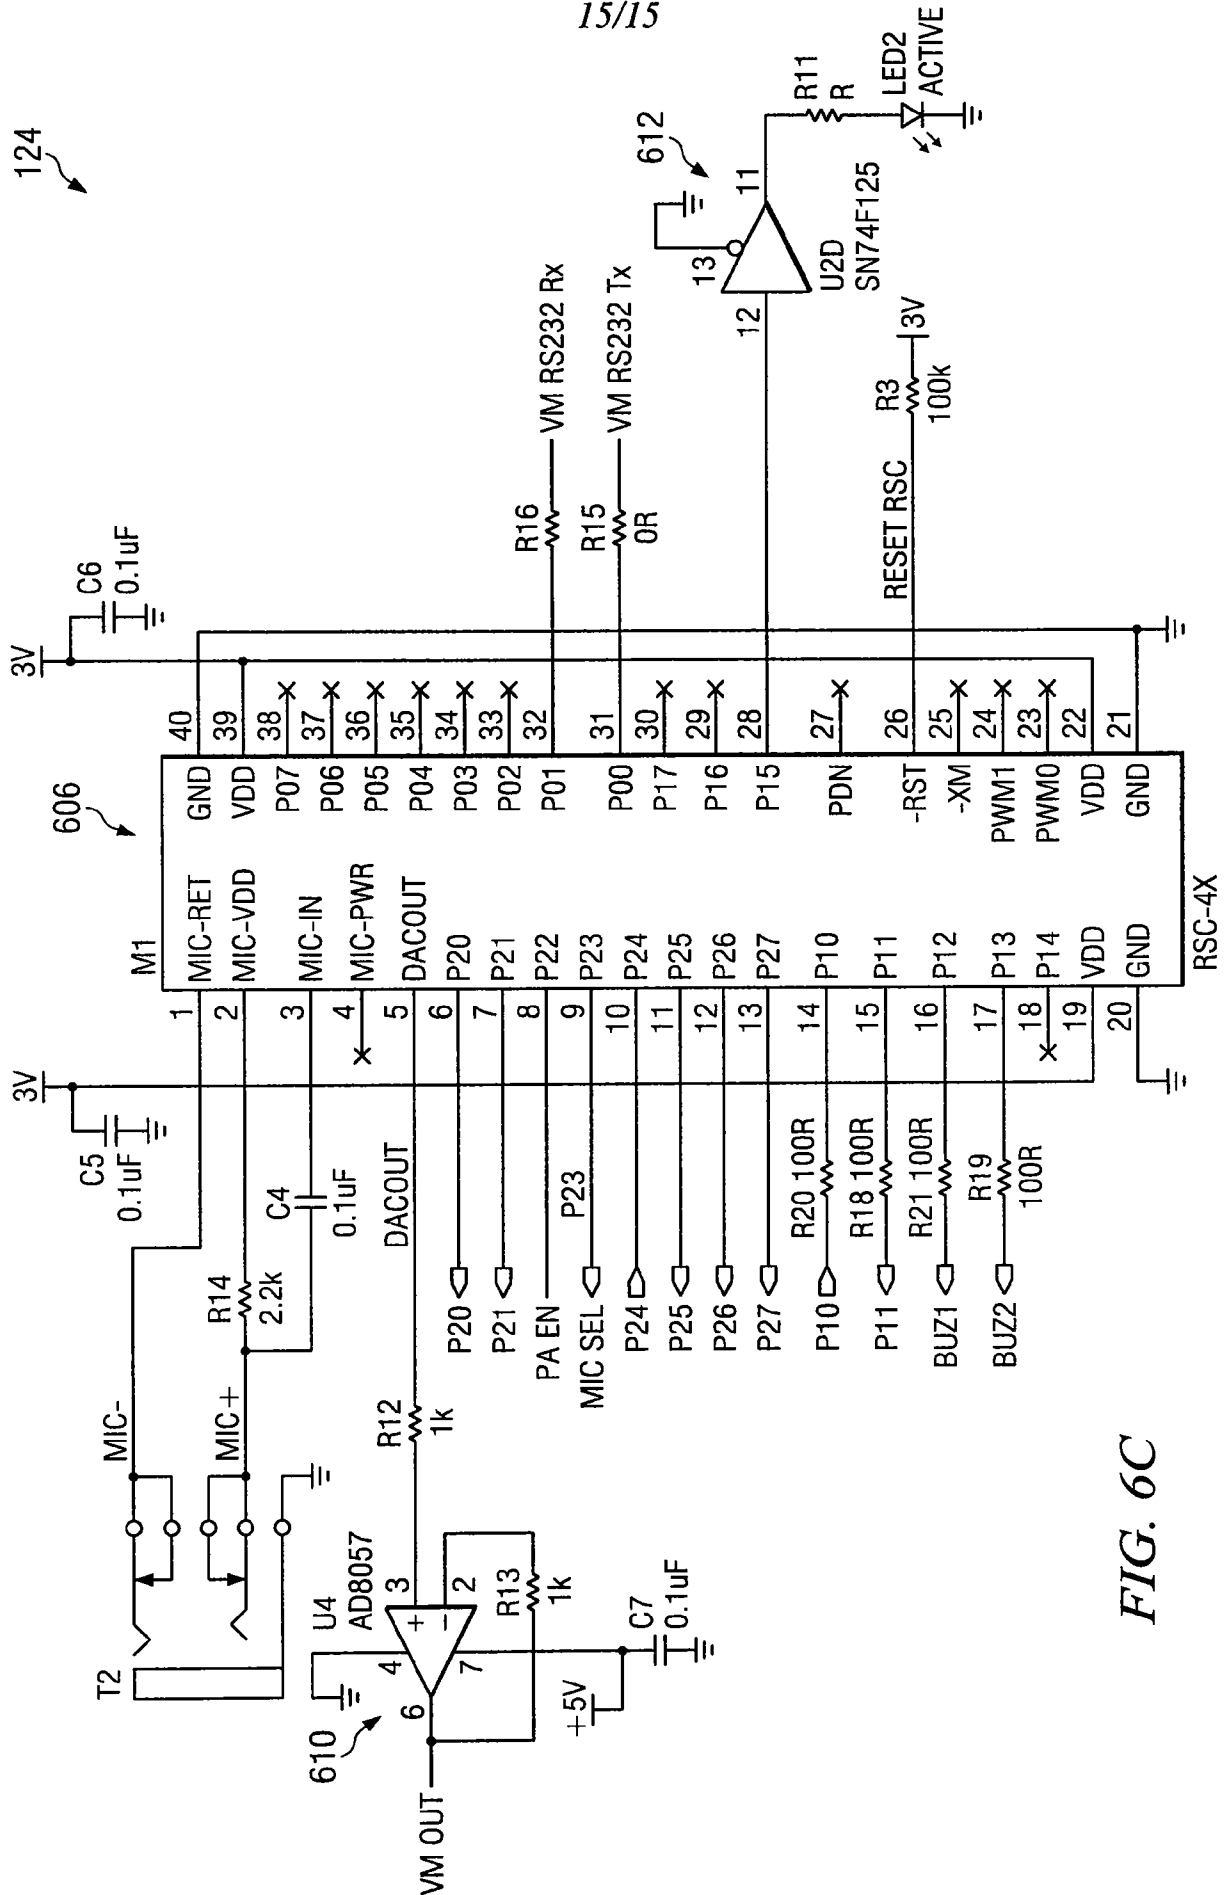 15/15
124
3V
C6
0.1uF
606
M1
MIC-RET
MIC-VDD
MIC-IN
MIC-PWR
DACOUT
P20
P21
P22
P23
P24
P25
P26
P27
P10
P11
P12
P13
P14
VDD
GND
1
2
3
4
5
6
7
8
9
10
11
12
13
14
15
16
17
18
19
20
GND
VDD
P07
P06
P05
P04
P03
P02
P01
P00
P17
P16
P15
PDN
-RST
-XM
PWM1
PWM0
VDD
GND
40
39
38
37
36
35
34
33
32
31
30
29
28
27
26
25
24
23
22
21
RSC-4X
R16
VM RS232 Rx
R15
0R
VM RS232 Tx
612
12
13
11
U2D
SN74F125
R11
R
LED2
ACTIVE
RESET RSC
R3
100k
3V
3V
C5
0.1uF
C4
0.1uF
R14
2.2k
MIC-
MIC+
T2
DACOUT
R12
1k
U4
AD8057
3
+
2
−
4
7
6
R13
1k
610
VM OUT
+5V
C7
0.1uF
P20
P21
PA EN
P23
MIC SEL
P24
P25
P26
P27
R20 100R
P10
R18 100R
P11
R21 100R
BUZ1
R19
100R
BUZ2
FIG. 6C